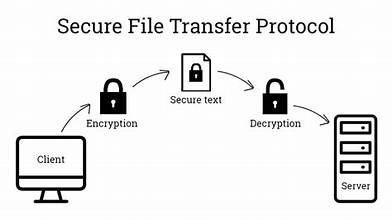 Secure File Transfer Protocol
Secure text
Encryption
Decryption
Client
Server